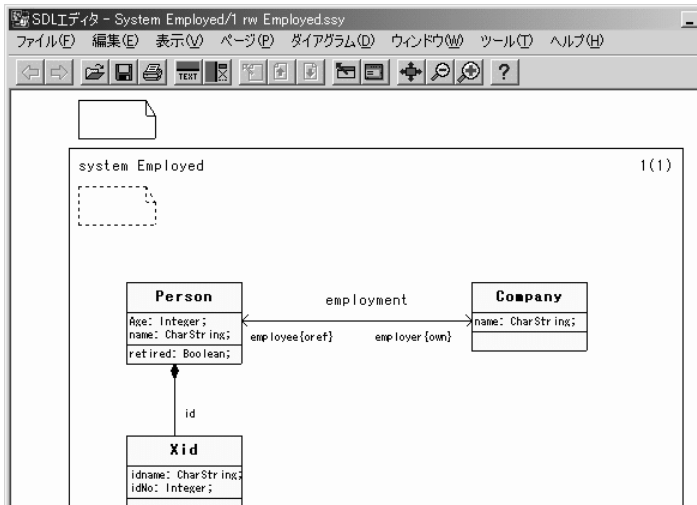 SDLエディタ - System Employed/1 rw Employed.ssy
ファイル(F) 編集(E) 表示(V) ページ(P) ダイアグラム(D) ウィンドウ(W) ツール(T) ヘルプ(H)
TEXT ?
system Employed 1(1)
Person employment Company
Age: Integer;
name: CharString;
name: CharString;
employee{oref} employer{own}
retired: Boolean;
id
Xid
idname: CharString;
idNo: Integer;